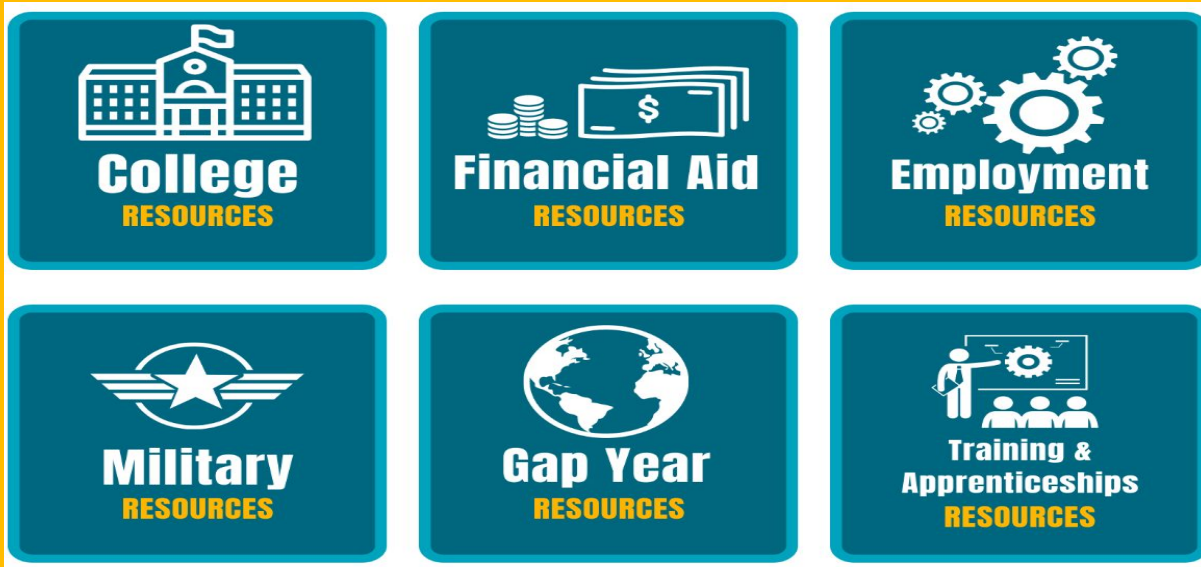 College
RESOURCES
$
Financial Aid
RESOURCES
Employment
RESOURCES
Military
RESOURCES
Gap Year
RESOURCES
Training &
Apprenticeships
RESOURCES